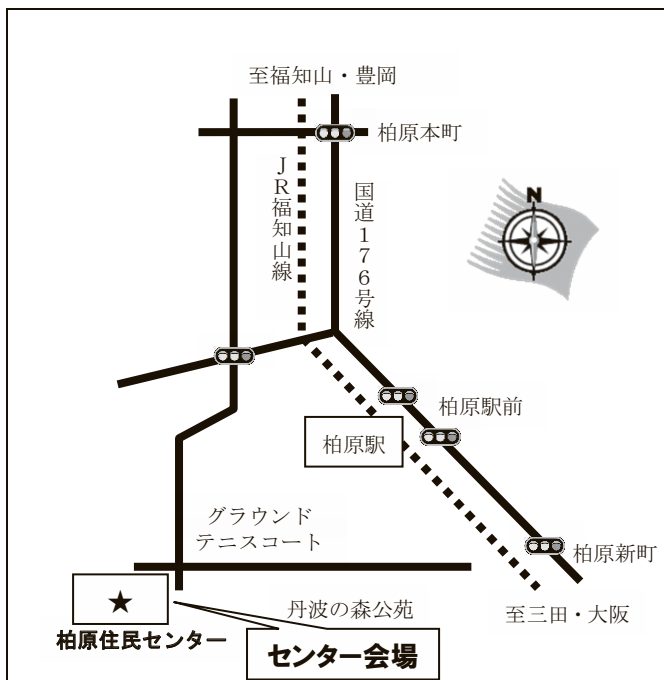 至福知山・豊岡
柏原本町
N
JR福知山線
国道176号線
柏原駅前
柏原駅
グラウンド
テニスコート
柏原新町
丹波の森公苑
至三田・大阪
柏原住民センター
センター会場